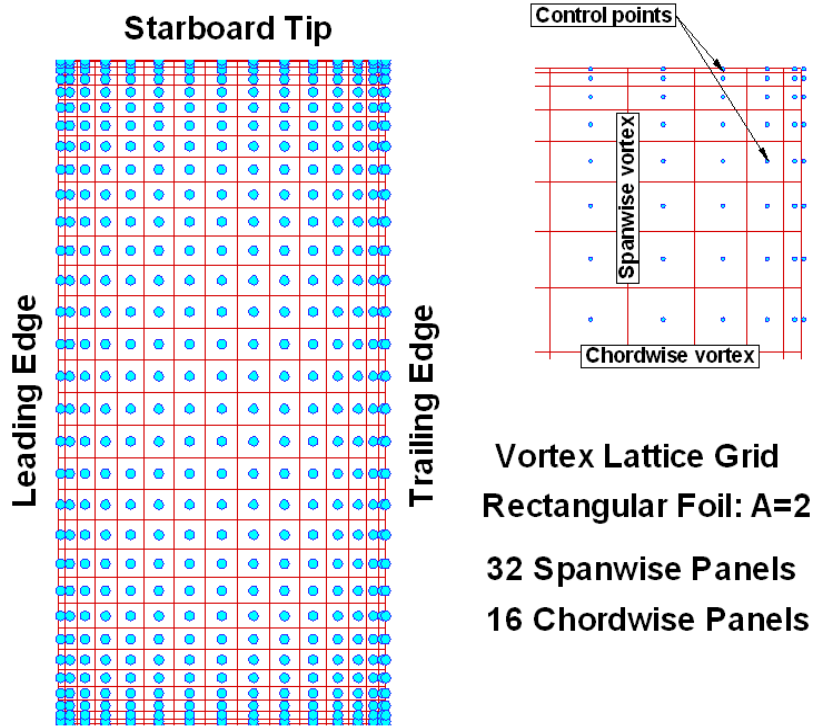 Starboard Tip
Leading Edge
Trailing Edge
Control points
Spanwise vortex
Chordwise vortex
Vortex Lattice Grid
Rectangular Foil: A=2
32 Spanwise Panels
16 Chordwise Panels